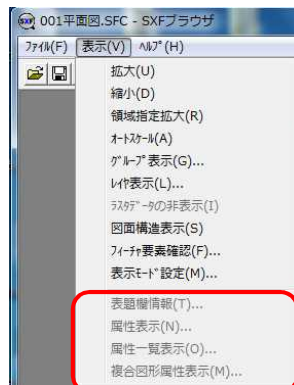 001平面図.SFC - SXFブラウザ
ファイル(F) 表示(V) ヘルプ(H)
拡大(U)
縮小(D)
領域指定拡大(R)
オートスケール(A)
グループ表示(G)...
レイヤ表示(L)...
ラスタデータの非表示(I)
図面構造表示(S)
フィーチャ要素確認(F)...
表示モード設定(M)...
表題欄情報(T)...
属性表示(N)...
属性一覧表示(O)...
複合図形属性表示(M)...